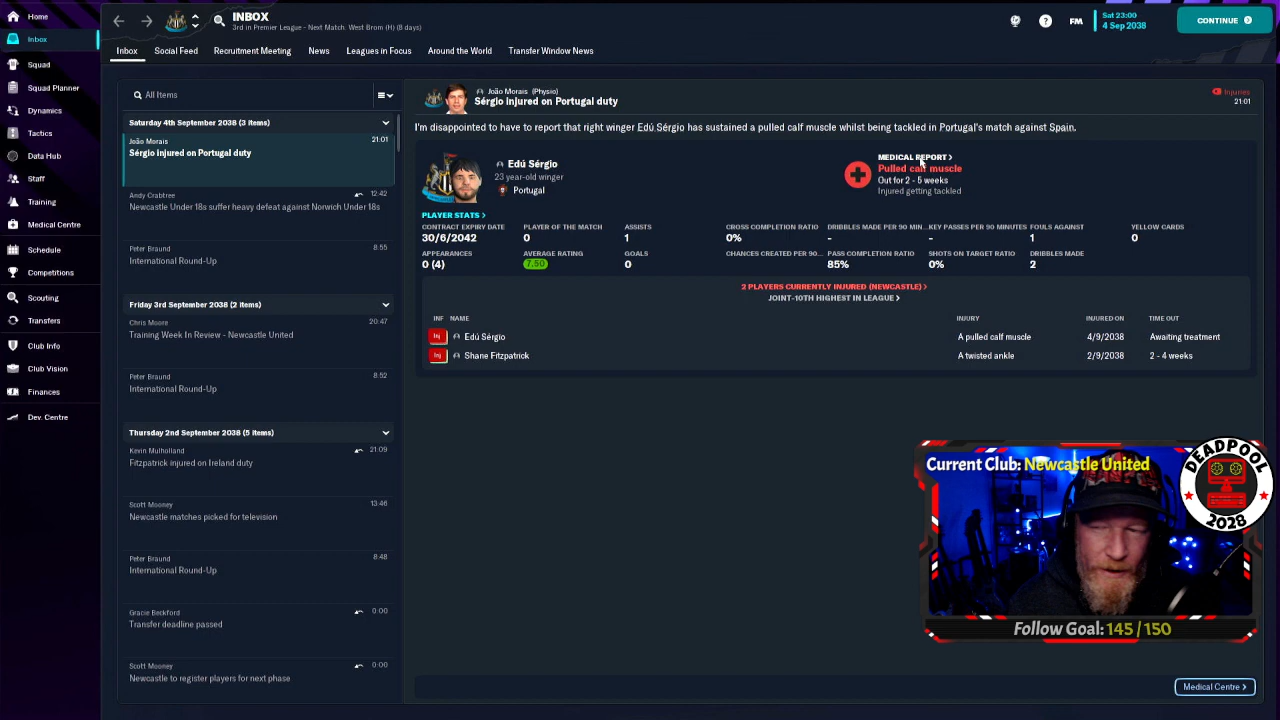 Home
Inbox
Squad
Squad Planner
Dynamics
Tactics
Data Hub
Staff
Training
Medical Centre
Schedule
Competitions
Scouting
Transfers
Club Info
Club Vision
Finances
Dev. Centre
INBOX
3rd in Premier League - Next Match: West Brom (H) (8 days)
FM
Sat 23:00
4 Sep 2038
CONTINUE
Inbox
Social Feed
Recruitment Meeting
News
Leagues in Focus
Around the World
Transfer Window News
All Items
Saturday 4th September 2038 (3 items)
João Morais 21:01
Sérgio injured on Portugal duty
Andy Crabtree 12:42
Newcastle Under 18s suffer heavy defeat against Norwich Under 18s
Peter Braund 8:55
International Round-Up
Friday 3rd September 2038 (2 items)
Chris Moore 20:47
Training Week In Review - Newcastle United
Peter Braund 8:52
International Round-Up
Thursday 2nd September 2038 (5 items)
Kevin Mulholland 21:09
Fitzpatrick injured on Ireland duty
Scott Mooney 13:46
Newcastle matches picked for television
Peter Braund 8:48
International Round-Up
Gracie Beckford 0:00
Transfer deadline passed
Scott Mooney 0:00
Newcastle to register players for next phase
João Morais (Physio)
Sérgio injured on Portugal duty
Injuries
21:01
I'm disappointed to have to report that right winger Edú Sérgio has sustained a pulled calf muscle whilst being tackled in Portugal's match against Spain.
Edú Sérgio
23 year-old winger
Portugal
MEDICAL REPORT >
Pulled calf muscle
Out for 2 - 5 weeks
Injured getting tackled
PLAYER STATS >
CONTRACT EXPIRY DATE PLAYER OF THE MATCH ASSISTS CROSS COMPLETION RATIO DRIBBLES MADE PER 90 MIN... KEY PASSES PER 90 MINUTES FOULS AGAINST YELLOW CARDS
30/6/2042 0 1 0% - - 1 0
APPEARANCES AVERAGE RATING GOALS CHANCES CREATED PER 90... PASS COMPLETION RATIO SHOTS ON TARGET RATIO DRIBBLES MADE
0 (4) 7.50 0 85% 0% 2
2 PLAYERS CURRENTLY INJURED (NEWCASTLE) >
JOINT-10TH HIGHEST IN LEAGUE >
INF NAME INJURY INJURED ON TIME OUT
Inj Edú Sérgio A pulled calf muscle 4/9/2038 Awaiting treatment
Inj Shane Fitzpatrick A twisted ankle 2/9/2038 2 - 4 weeks
Current Club: Newcastle United
DEADPOOL
2028
Follow Goal: 145 / 150
Medical Centre >